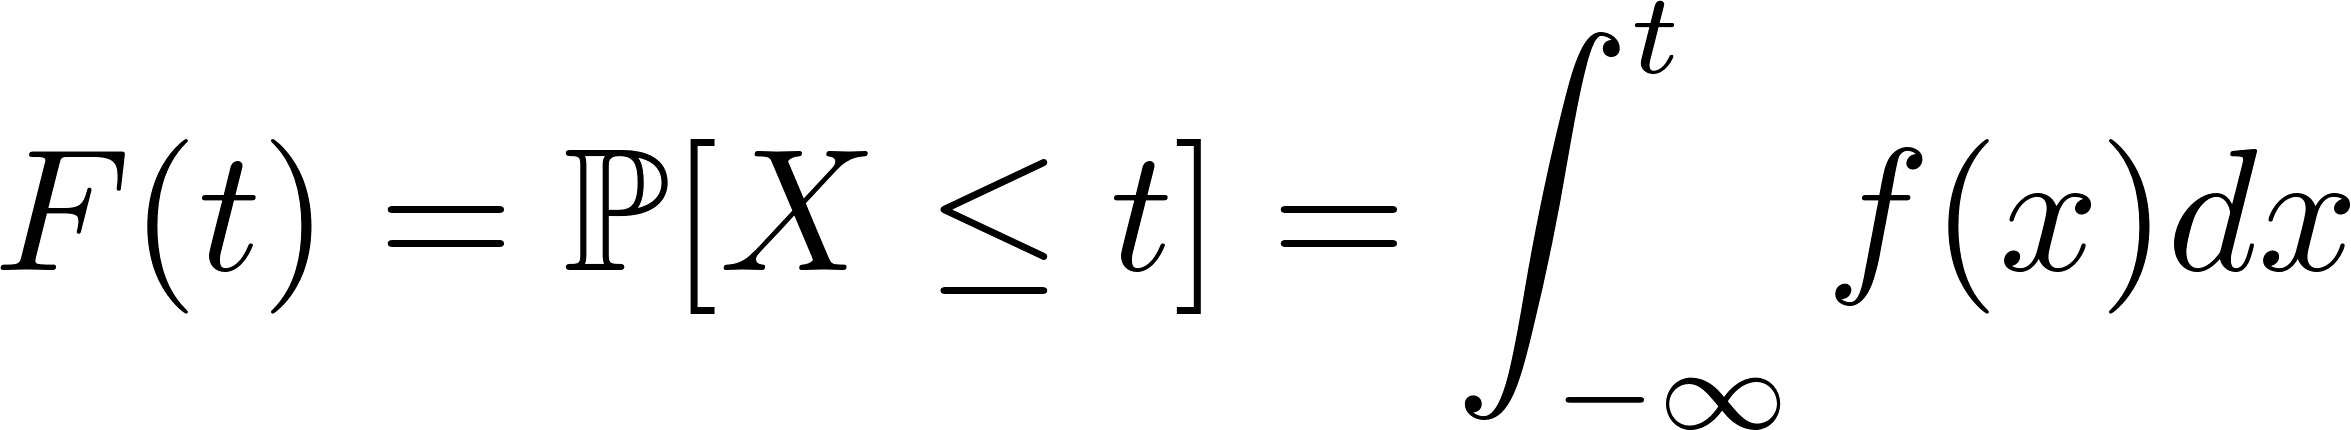 F(t) = ℙ[X ≤ t] = ∫_{-∞}^{t} f(x)dx